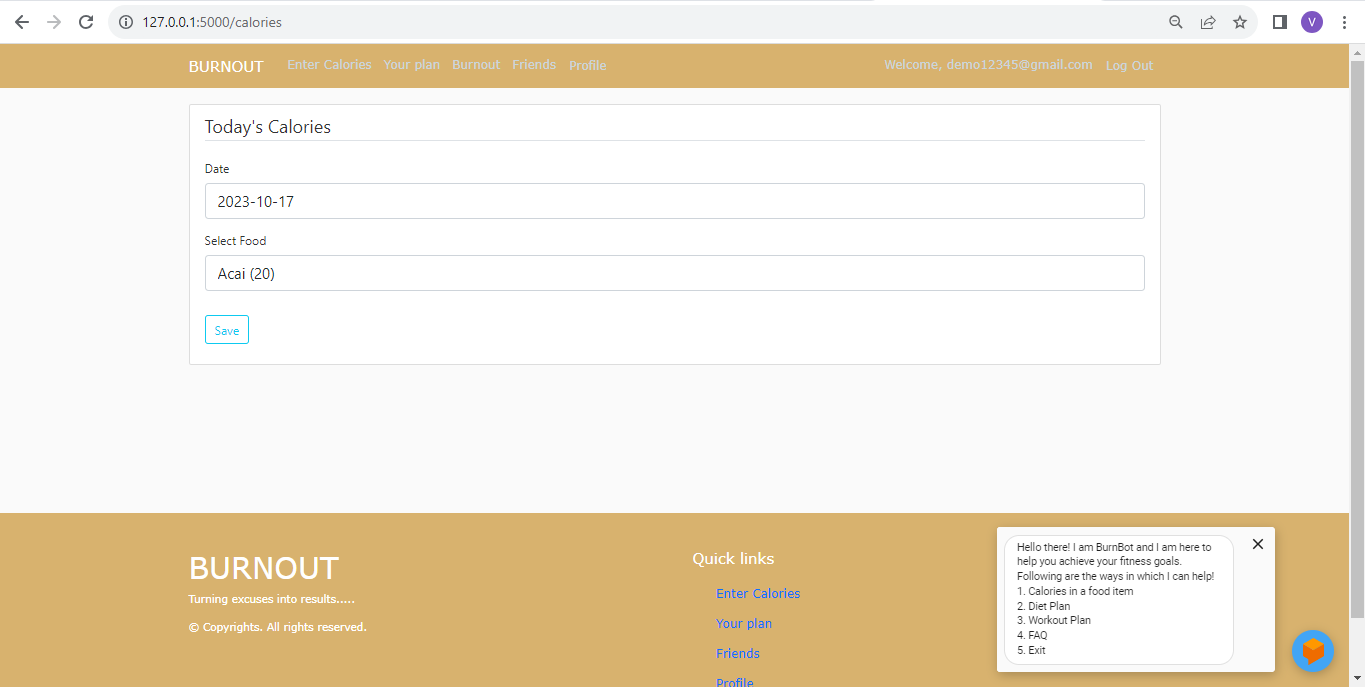 127.0.0.1:5000/calories
V
BURNOUT Enter Calories Your plan Burnout Friends Profile Welcome, demo12345@gmail.com Log Out
Today's Calories
Date
2023-10-17
Select Food
Acai (20)
Save
BURNOUT
Turning excuses into results.....
© Copyrights. All rights reserved.
Quick links
Enter Calories
Your plan
Friends
Profile
Hello there! I am BurnBot and I am here to
help you achieve your fitness goals.
Following are the ways in which I can help!
1. Calories in a food item
2. Diet Plan
3. Workout Plan
4. FAQ
5. Exit